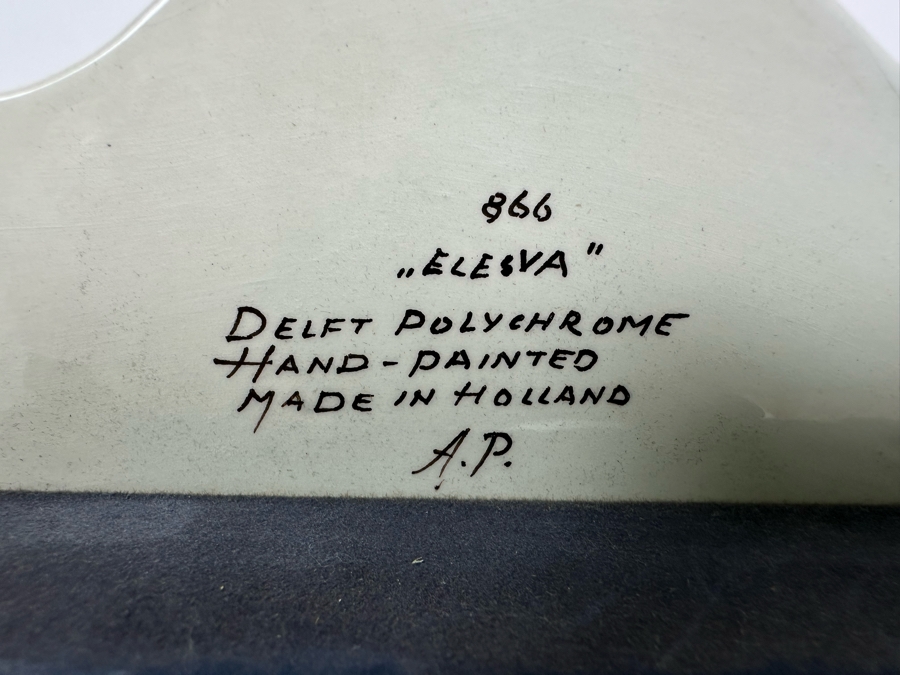 866
„ELESVA"
DELFT POLYCHROME
HAND-PAINTED
MADE IN HOLLAND
A.P.